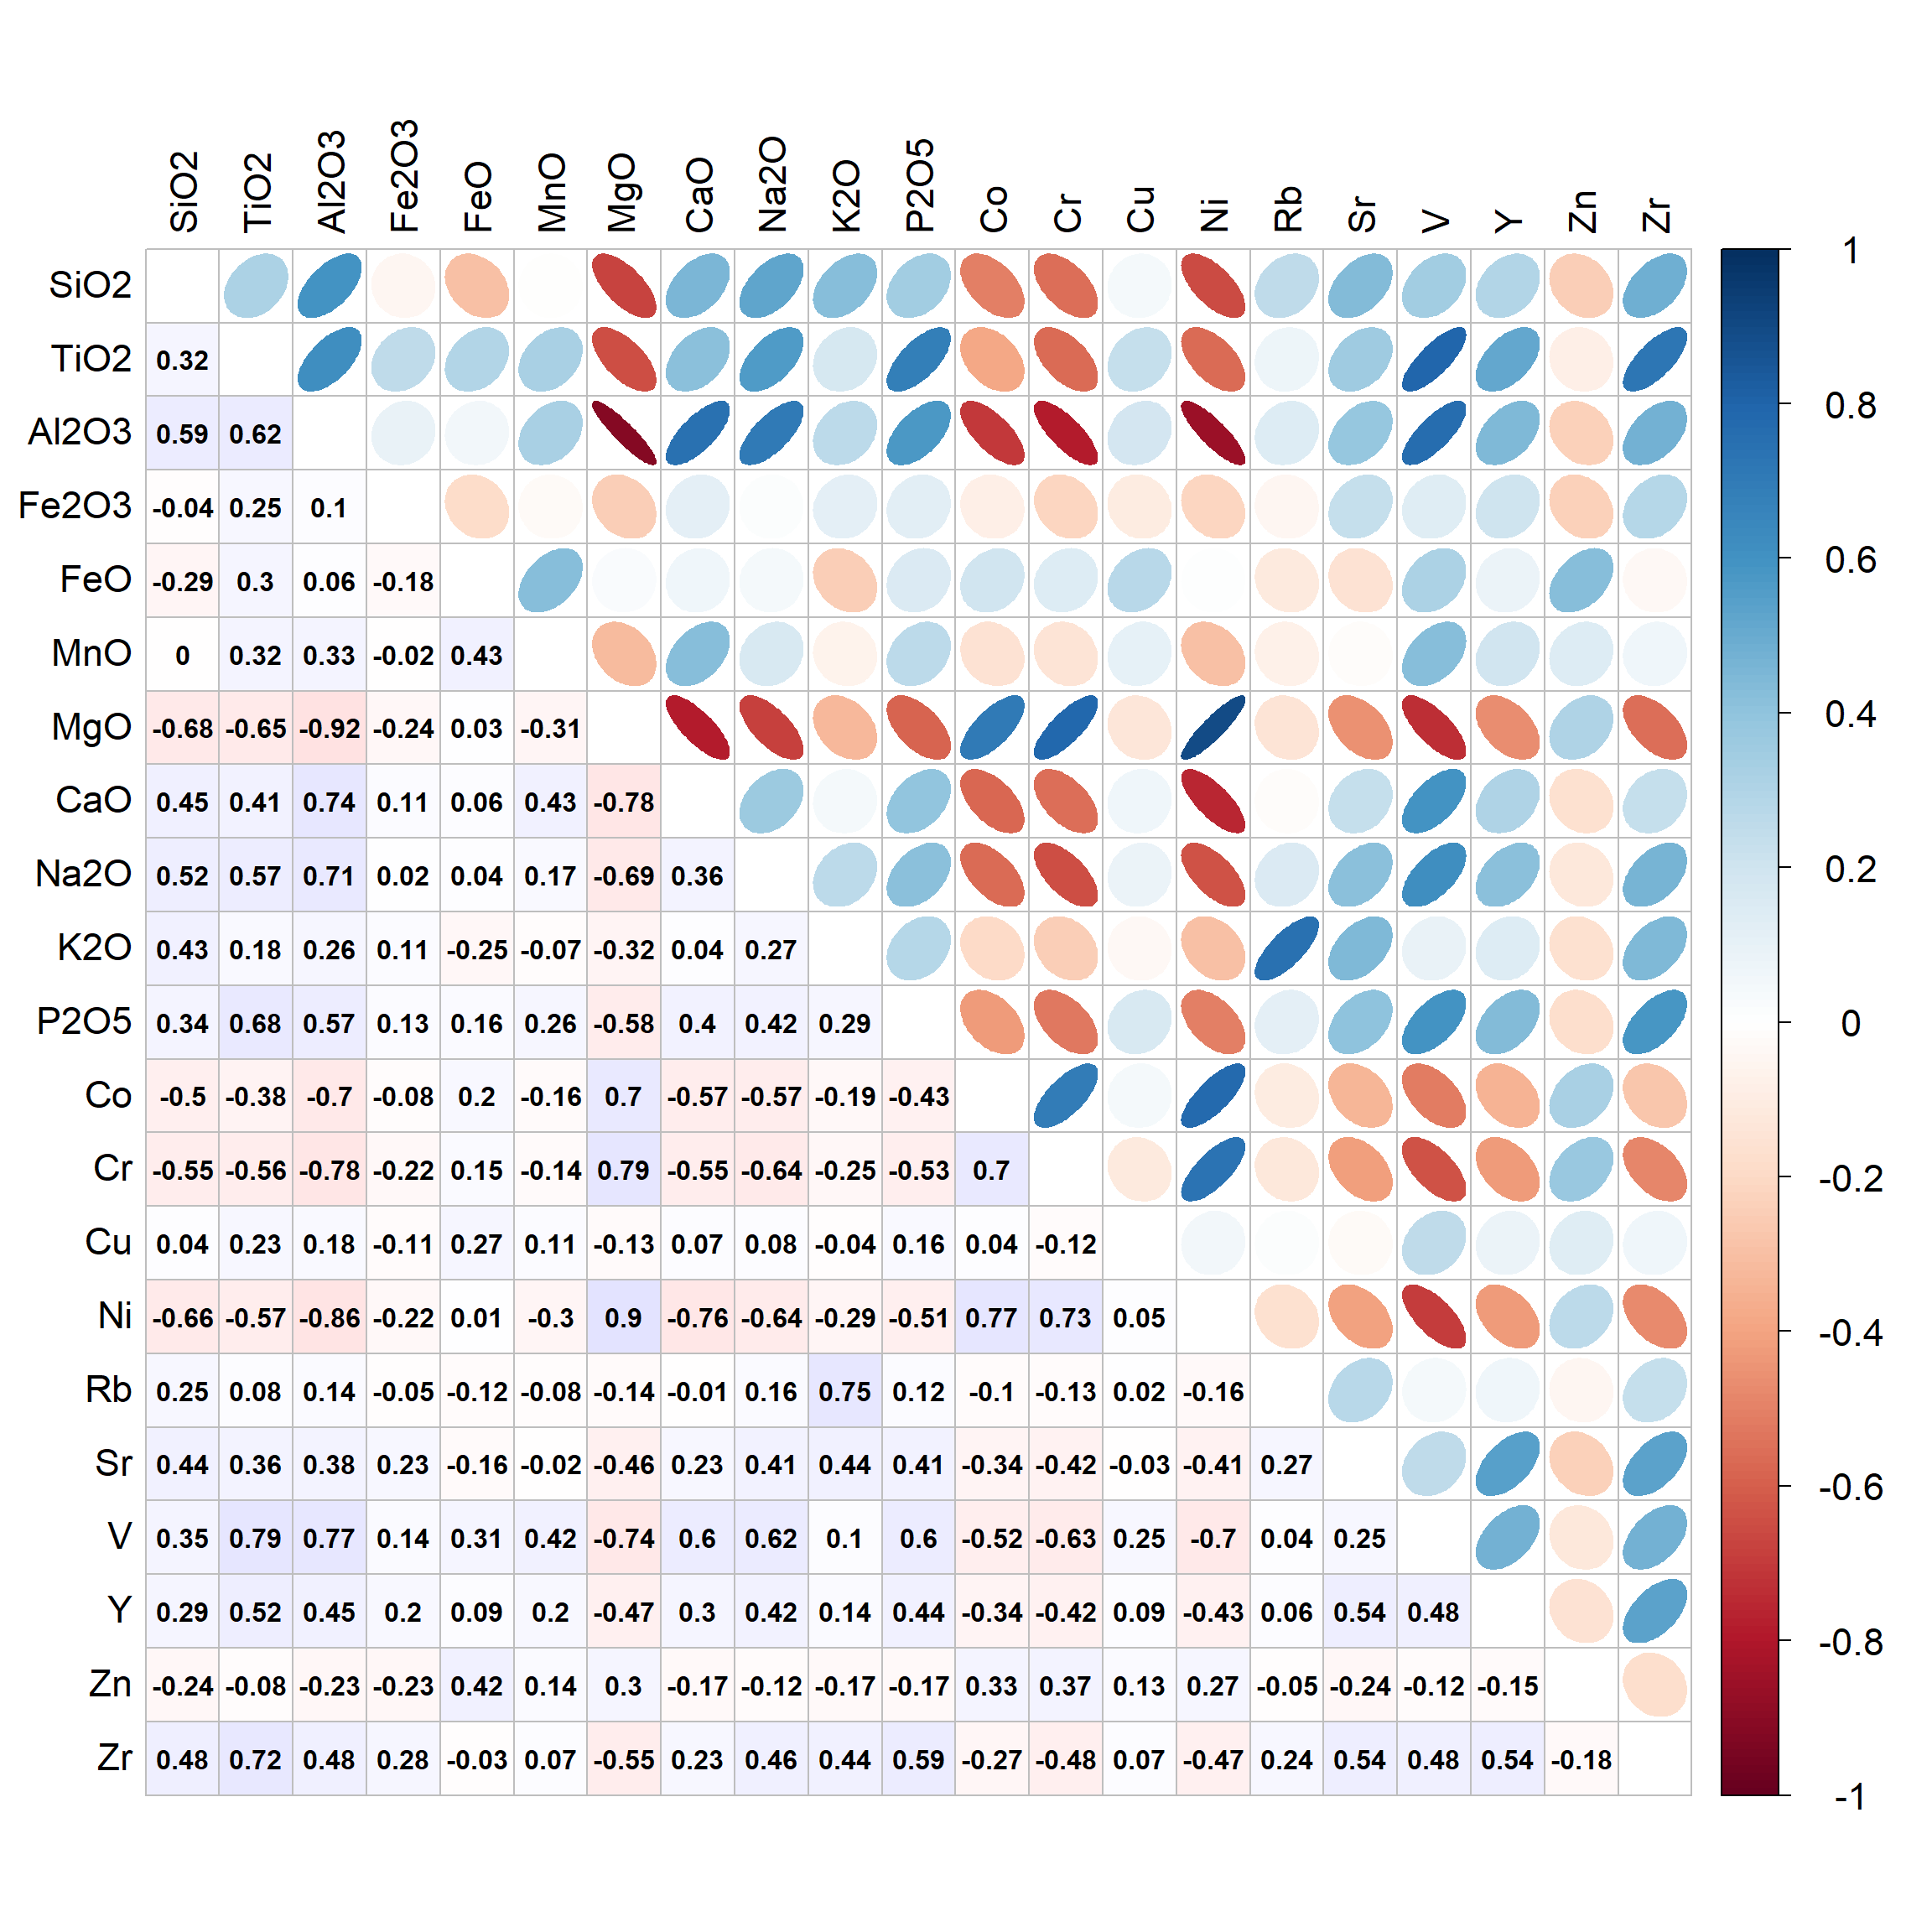 SiO2 TiO2 Al2O3 Fe2O3 FeO MnO MgO CaO Na2O K2O P2O5 Co Cr Cu Ni Rb Sr V Y Zn Zr
SiO2
TiO2 0.32
Al2O3 0.59 0.62
Fe2O3 -0.04 0.25 0.1
FeO -0.29 0.3 0.06 -0.18
MnO 0 0.32 0.33 -0.02 0.43
MgO -0.68 -0.65 -0.92 -0.24 0.03 -0.31
CaO 0.45 0.41 0.74 0.11 0.06 0.43 -0.78
Na2O 0.52 0.57 0.71 0.02 0.04 0.17 -0.69 0.36
K2O 0.43 0.18 0.26 0.11 -0.25 -0.07 -0.32 0.04 0.27
P2O5 0.34 0.68 0.57 0.13 0.16 0.26 -0.58 0.4 0.42 0.29
Co -0.5 -0.38 -0.7 -0.08 0.2 -0.16 0.7 -0.57 -0.57 -0.19 -0.43
Cr -0.55 -0.56 -0.78 -0.22 0.15 -0.14 0.79 -0.55 -0.64 -0.25 -0.53 0.7
Cu 0.04 0.23 0.18 -0.11 0.27 0.11 -0.13 0.07 0.08 -0.04 0.16 0.04 -0.12
Ni -0.66 -0.57 -0.86 -0.22 0.01 -0.3 0.9 -0.76 -0.64 -0.29 -0.51 0.77 0.73 0.05
Rb 0.25 0.08 0.14 -0.05 -0.12 -0.08 -0.14 -0.01 0.16 0.75 0.12 -0.1 -0.13 0.02 -0.16
Sr 0.44 0.36 0.38 0.23 -0.16 -0.02 -0.46 0.23 0.41 0.44 0.41 -0.34 -0.42 -0.03 -0.41 0.27
V 0.35 0.79 0.77 0.14 0.31 0.42 -0.74 0.6 0.62 0.1 0.6 -0.52 -0.63 0.25 -0.7 0.04 0.25
Y 0.29 0.52 0.45 0.2 0.09 0.2 -0.47 0.3 0.42 0.14 0.44 -0.34 -0.42 0.09 -0.43 0.06 0.54 0.48
Zn -0.24 -0.08 -0.23 -0.23 0.42 0.14 0.3 -0.17 -0.12 -0.17 -0.17 0.33 0.37 0.13 0.27 -0.05 -0.24 -0.12 -0.15
Zr 0.48 0.72 0.48 0.28 -0.03 0.07 -0.55 0.23 0.46 0.44 0.59 -0.27 -0.48 0.07 -0.47 0.24 0.54 0.48 0.54 -0.18
1
0.8
0.6
0.4
0.2
0
-0.2
-0.4
-0.6
-0.8
-1